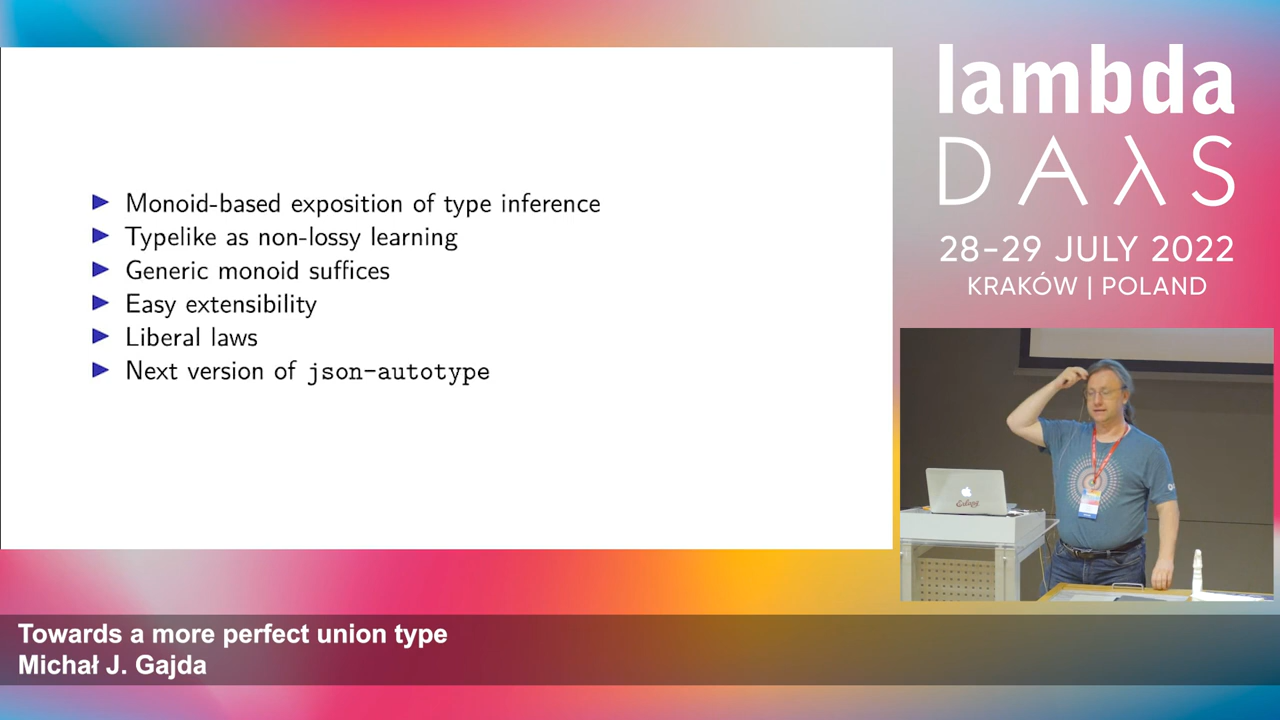 Monoid-based exposition of type inference
Typelike as non-lossy learning
Generic monoid suffices
Easy extensibility
Liberal laws
Next version of json-autotype
lambda
DAλS
28–29 JULY 2022
KRAKÓW | POLAND
Towards a more perfect union type
Michał J. Gajda